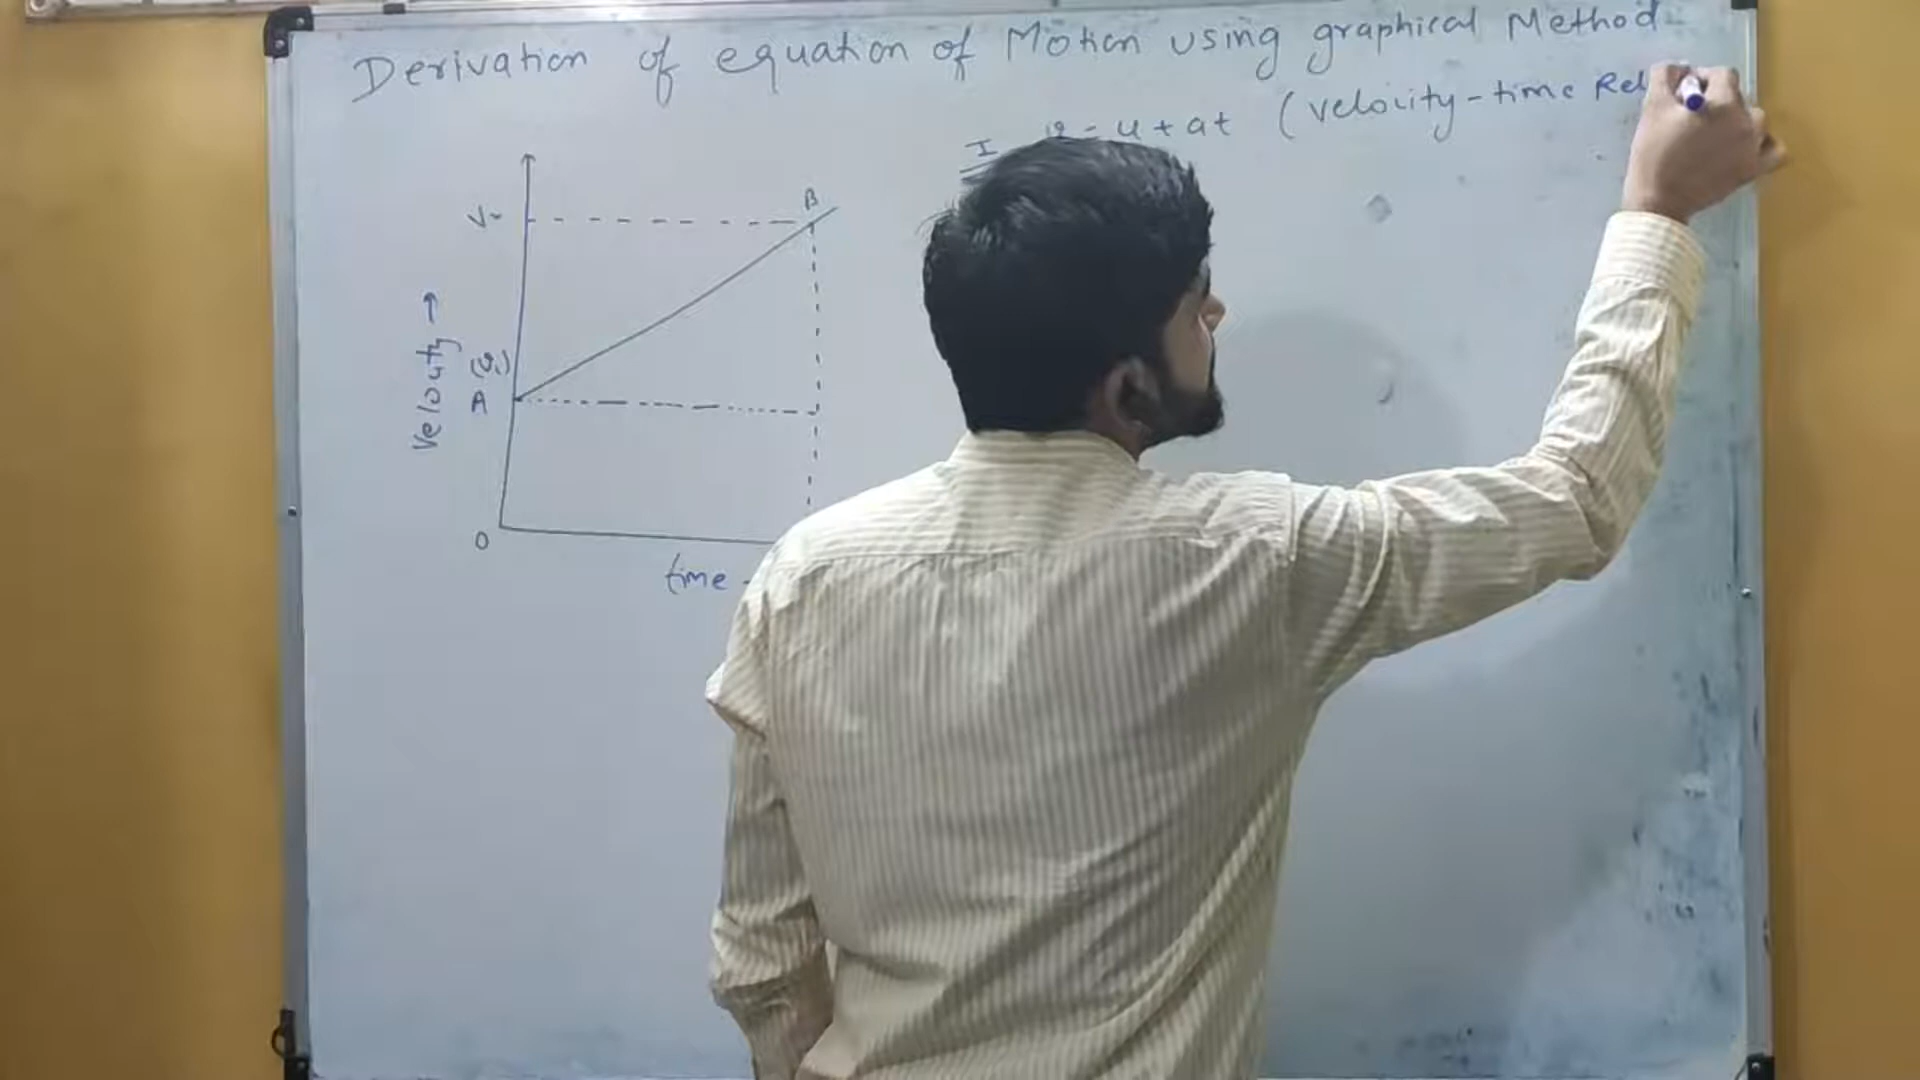 Derivation of equation of Motion using graphical Method
I v = u + at (velocity-time Rel
B
Velocity →
A
O
time